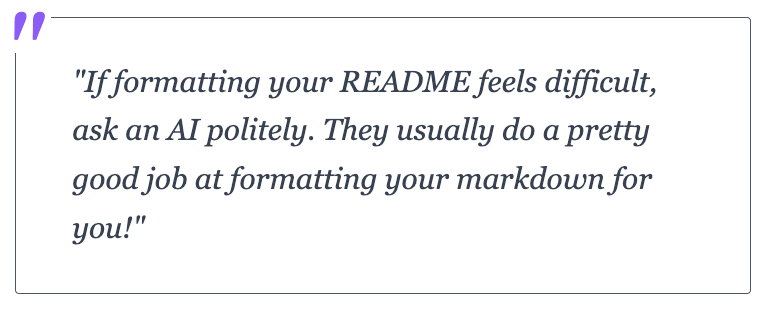 "If formatting your README feels difficult,
ask an AI politely. They usually do a pretty
good job at formatting your markdown for
you!"